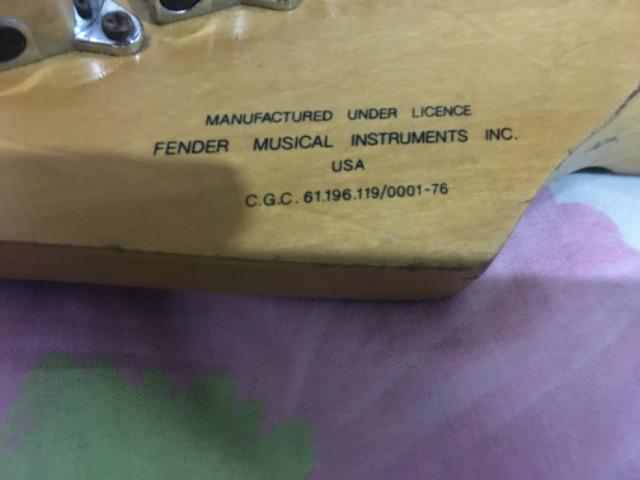 MANUFACTURED UNDER LICENCE
FENDER MUSICAL INSTRUMENTS INC.
USA
C.G.C. 61.196.119/0001-76